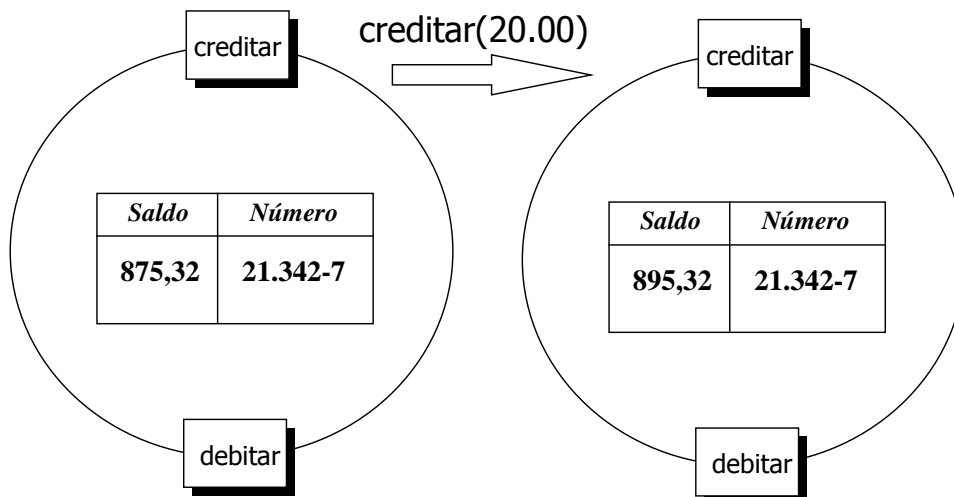 creditar
creditar(20.00)
creditar
Saldo Número
875,32 21.342-7
Saldo Número
895,32 21.342-7
debitar
debitar